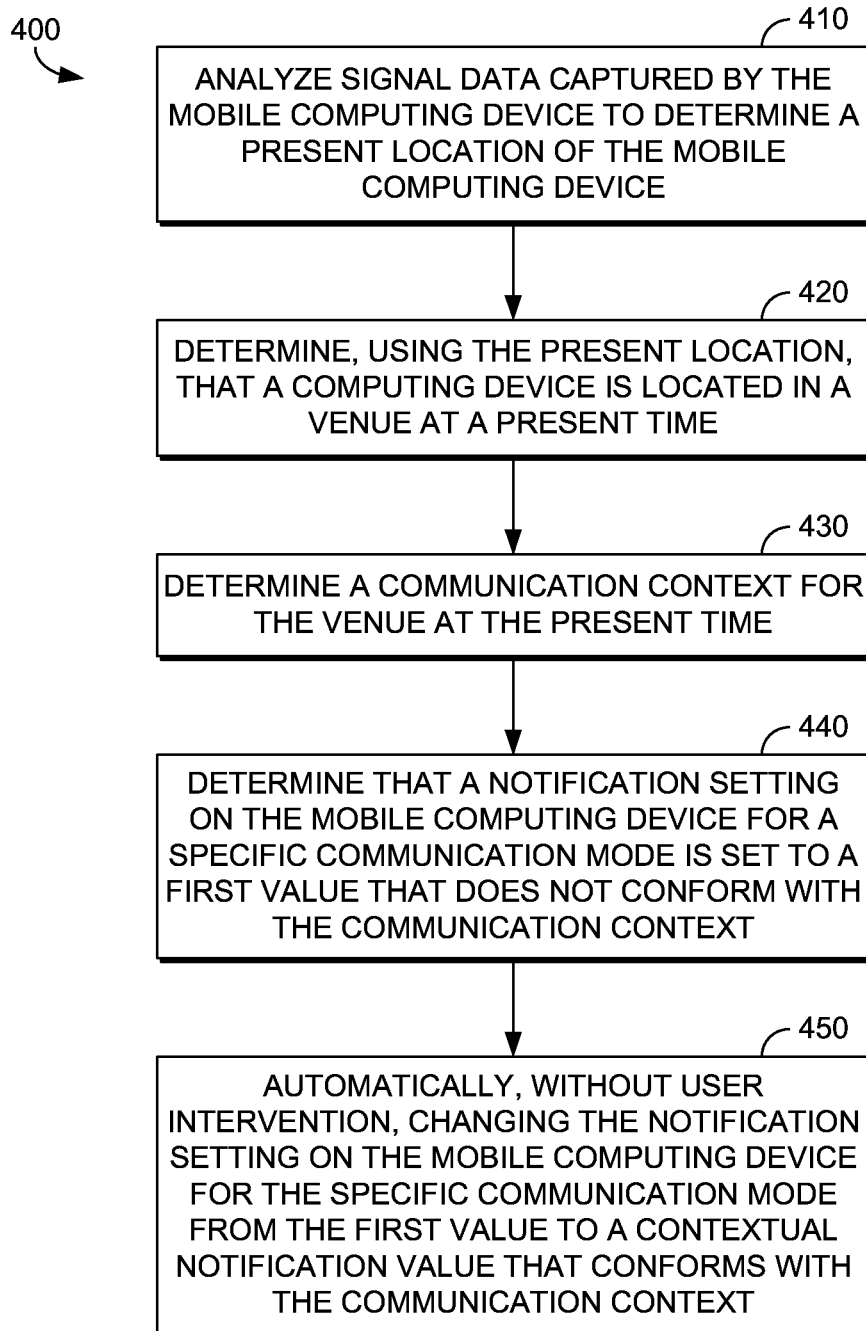 400
410
ANALYZE SIGNAL DATA CAPTURED BY THE
MOBILE COMPUTING DEVICE TO DETERMINE A
PRESENT LOCATION OF THE MOBILE
COMPUTING DEVICE
420
DETERMINE, USING THE PRESENT LOCATION,
THAT A COMPUTING DEVICE IS LOCATED IN A
VENUE AT A PRESENT TIME
430
DETERMINE A COMMUNICATION CONTEXT FOR
THE VENUE AT THE PRESENT TIME
440
DETERMINE THAT A NOTIFICATION SETTING
ON THE MOBILE COMPUTING DEVICE FOR A
SPECIFIC COMMUNICATION MODE IS SET TO A
FIRST VALUE THAT DOES NOT CONFORM WITH
THE COMMUNICATION CONTEXT
450
AUTOMATICALLY, WITHOUT USER
INTERVENTION, CHANGING THE NOTIFICATION
SETTING ON THE MOBILE COMPUTING DEVICE
FOR THE SPECIFIC COMMUNICATION MODE
FROM THE FIRST VALUE TO A CONTEXTUAL
NOTIFICATION VALUE THAT CONFORMS WITH
THE COMMUNICATION CONTEXT